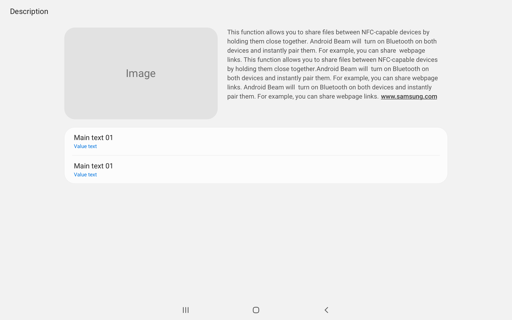 Description
Image
This function allows you to share files between NFC-capable devices by
holding them close together. Android Beam will turn on Bluetooth on both
devices and instantly pair them. For example, you can share webpage
links. This function allows you to share files between NFC-capable devices
by holding them close together.Android Beam will turn on Bluetooth on
both devices and instantly pair them. For example, you can share webpage
links. Android Beam will turn on Bluetooth on both devices and instantly
pair them. For example, you can share webpage links. www.samsung.com
Main text 01
Value text
Main text 01
Value text